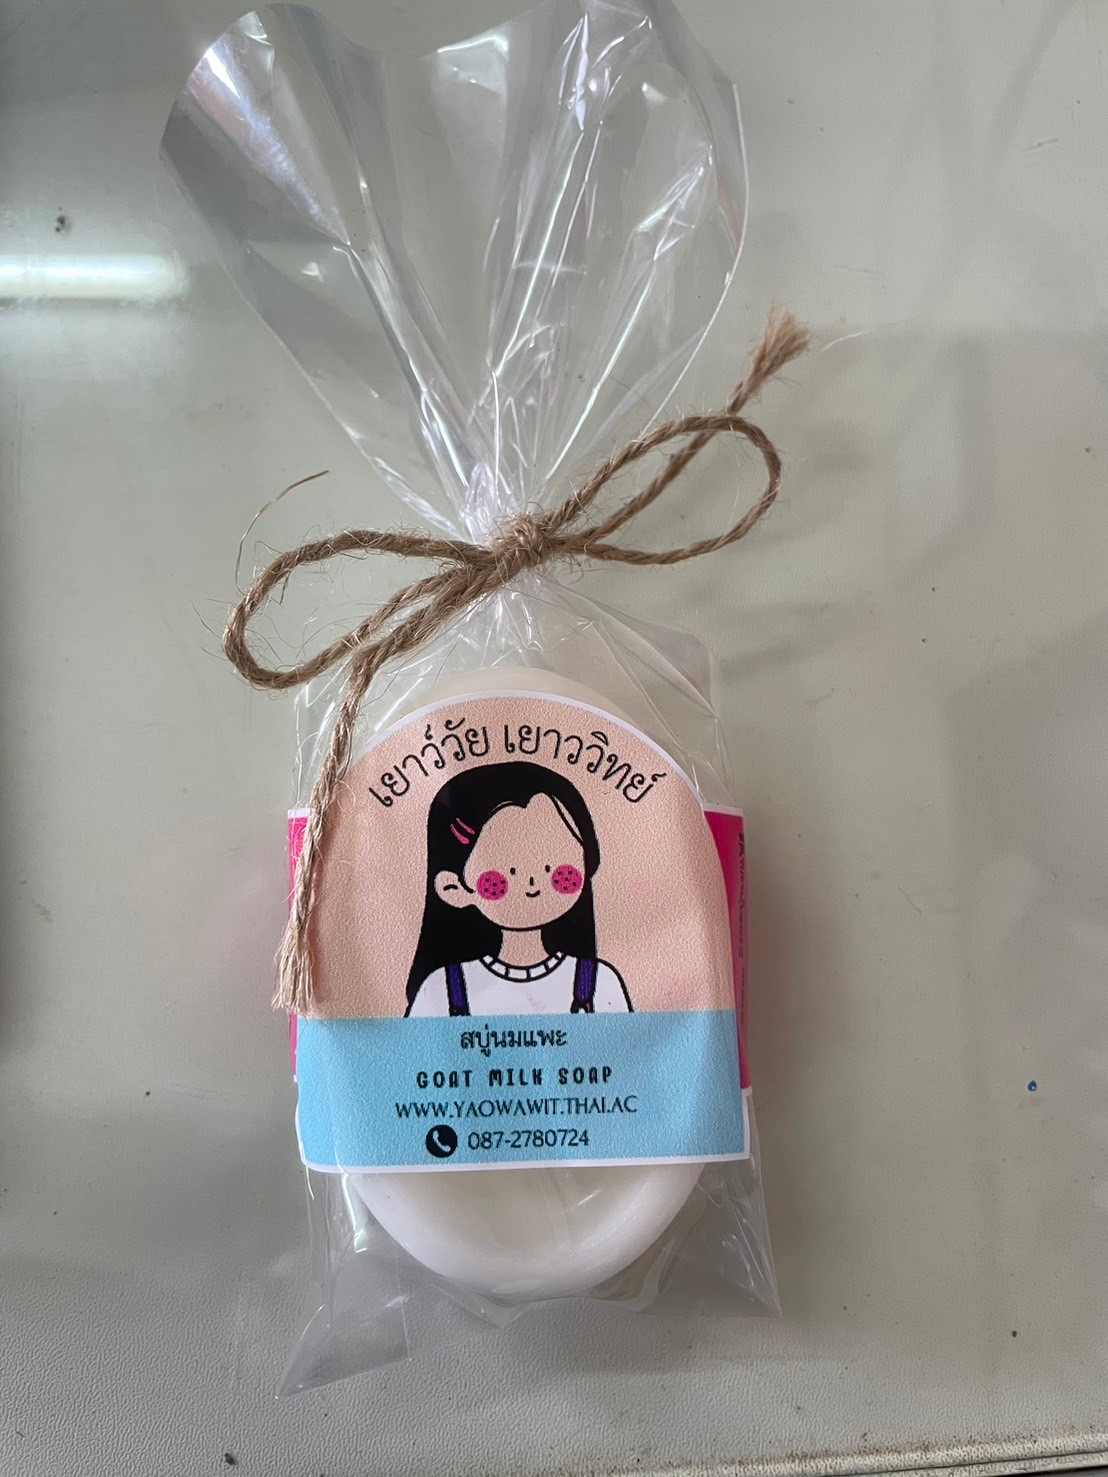 เยาว์วัย เยาววิทย์
สบู่นมแพะ
GOAT MILK SOAP
WWW.YAOWAWIT.THAI.AC
087-2780724